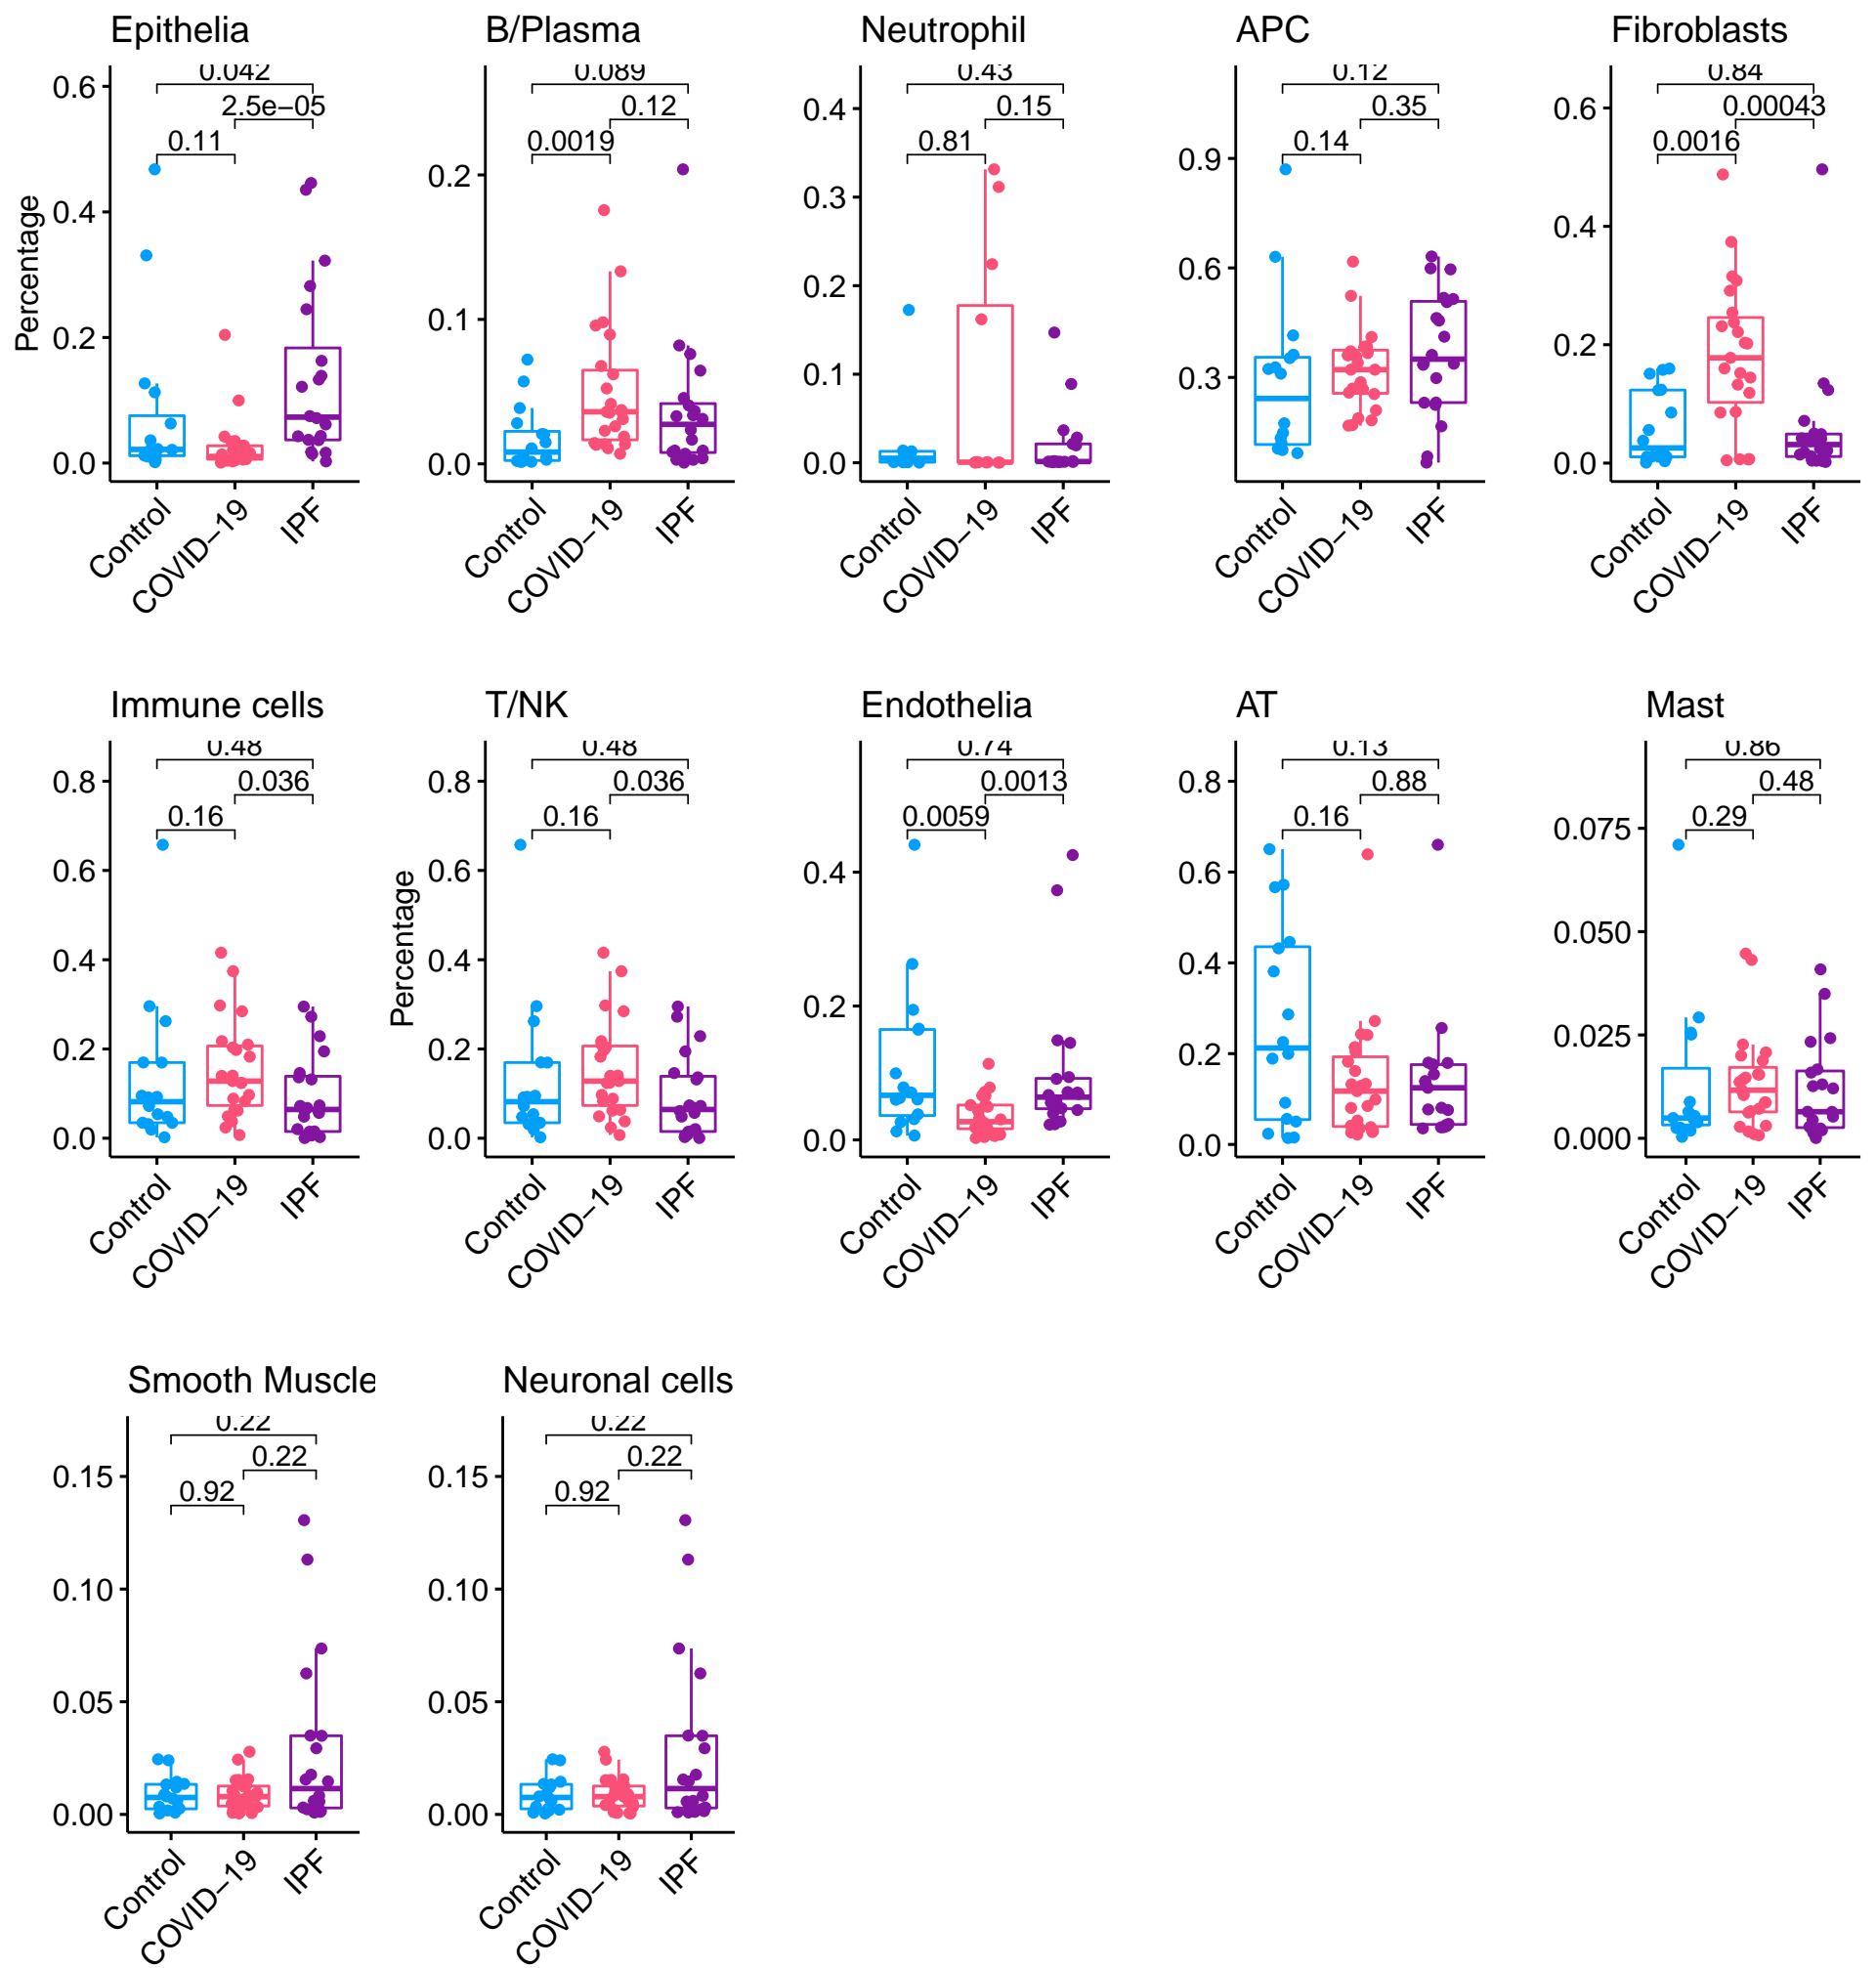 Epithelia
0.042
2.5e−05
0.11
0.6
0.4
0.2
0.0
Percentage
Control
COVID−19
IPF
B/Plasma
0.089
0.12
0.0019
0.2
0.1
0.0
Control
COVID−19
IPF
Neutrophil
0.43
0.15
0.81
0.4
0.3
0.2
0.1
0.0
Control
COVID−19
IPF
APC
0.12
0.35
0.14
0.9
0.6
0.3
Control
COVID−19
IPF
Fibroblasts
0.84
0.00043
0.0016
0.6
0.4
0.2
0.0
Control
COVID−19
IPF
Immune cells
0.48
0.036
0.16
0.8
0.6
0.4
0.2
0.0
Control
COVID−19
IPF
T/NK
0.48
0.036
0.16
0.8
0.6
0.4
0.2
0.0
Percentage
Control
COVID−19
IPF
Endothelia
0.74
0.0013
0.0059
0.4
0.2
0.0
Control
COVID−19
IPF
AT
0.13
0.88
0.16
0.8
0.6
0.4
0.2
0.0
Control
COVID−19
IPF
Mast
0.86
0.48
0.29
0.075
0.050
0.025
0.000
Control
COVID−19
IPF
Smooth Muscle
0.22
0.22
0.92
0.15
0.10
0.05
0.00
Control
COVID−19
IPF
Neuronal cells
0.22
0.22
0.92
0.15
0.10
0.05
0.00
Control
COVID−19
IPF